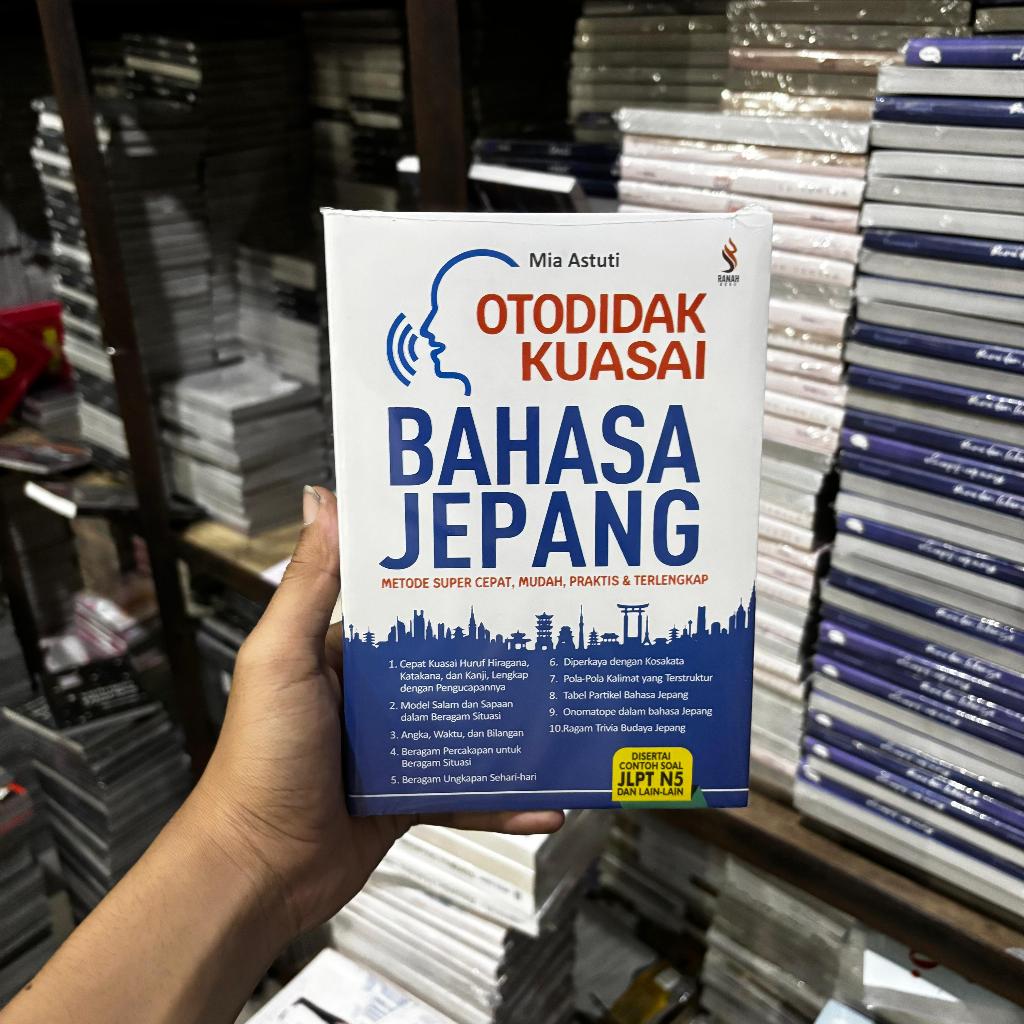 Mia Astuti
RANAH
OTODIDAK
KUASAI
BAHASA
JEPANG
METODE SUPER CEPAT, MUDAH, PRAKTIS & TERLENGKAP
1. Cepat Kuasai Huruf Hiragana,
Katakana, dan Kanji, Lengkap
dengan Pengucapannya
2. Model Salam dan Sapaan
dalam Beragam Situasi
3. Angka, Waktu, dan Bilangan
4. Beragam Percakapan untuk
Beragam Situasi
5. Beragam Ungkapan Sehari-hari
6. Diperkaya dengan Kosakata
7. Pola-Pola Kalimat yang Terstruktur
8. Tabel Partikel Bahasa Jepang
9. Onomatope dalam bahasa Jepang
10.Ragam Trivia Budaya Jepang
DISERTAI
CONTOH SOAL
JLPT N5
DAN LAIN-LAIN